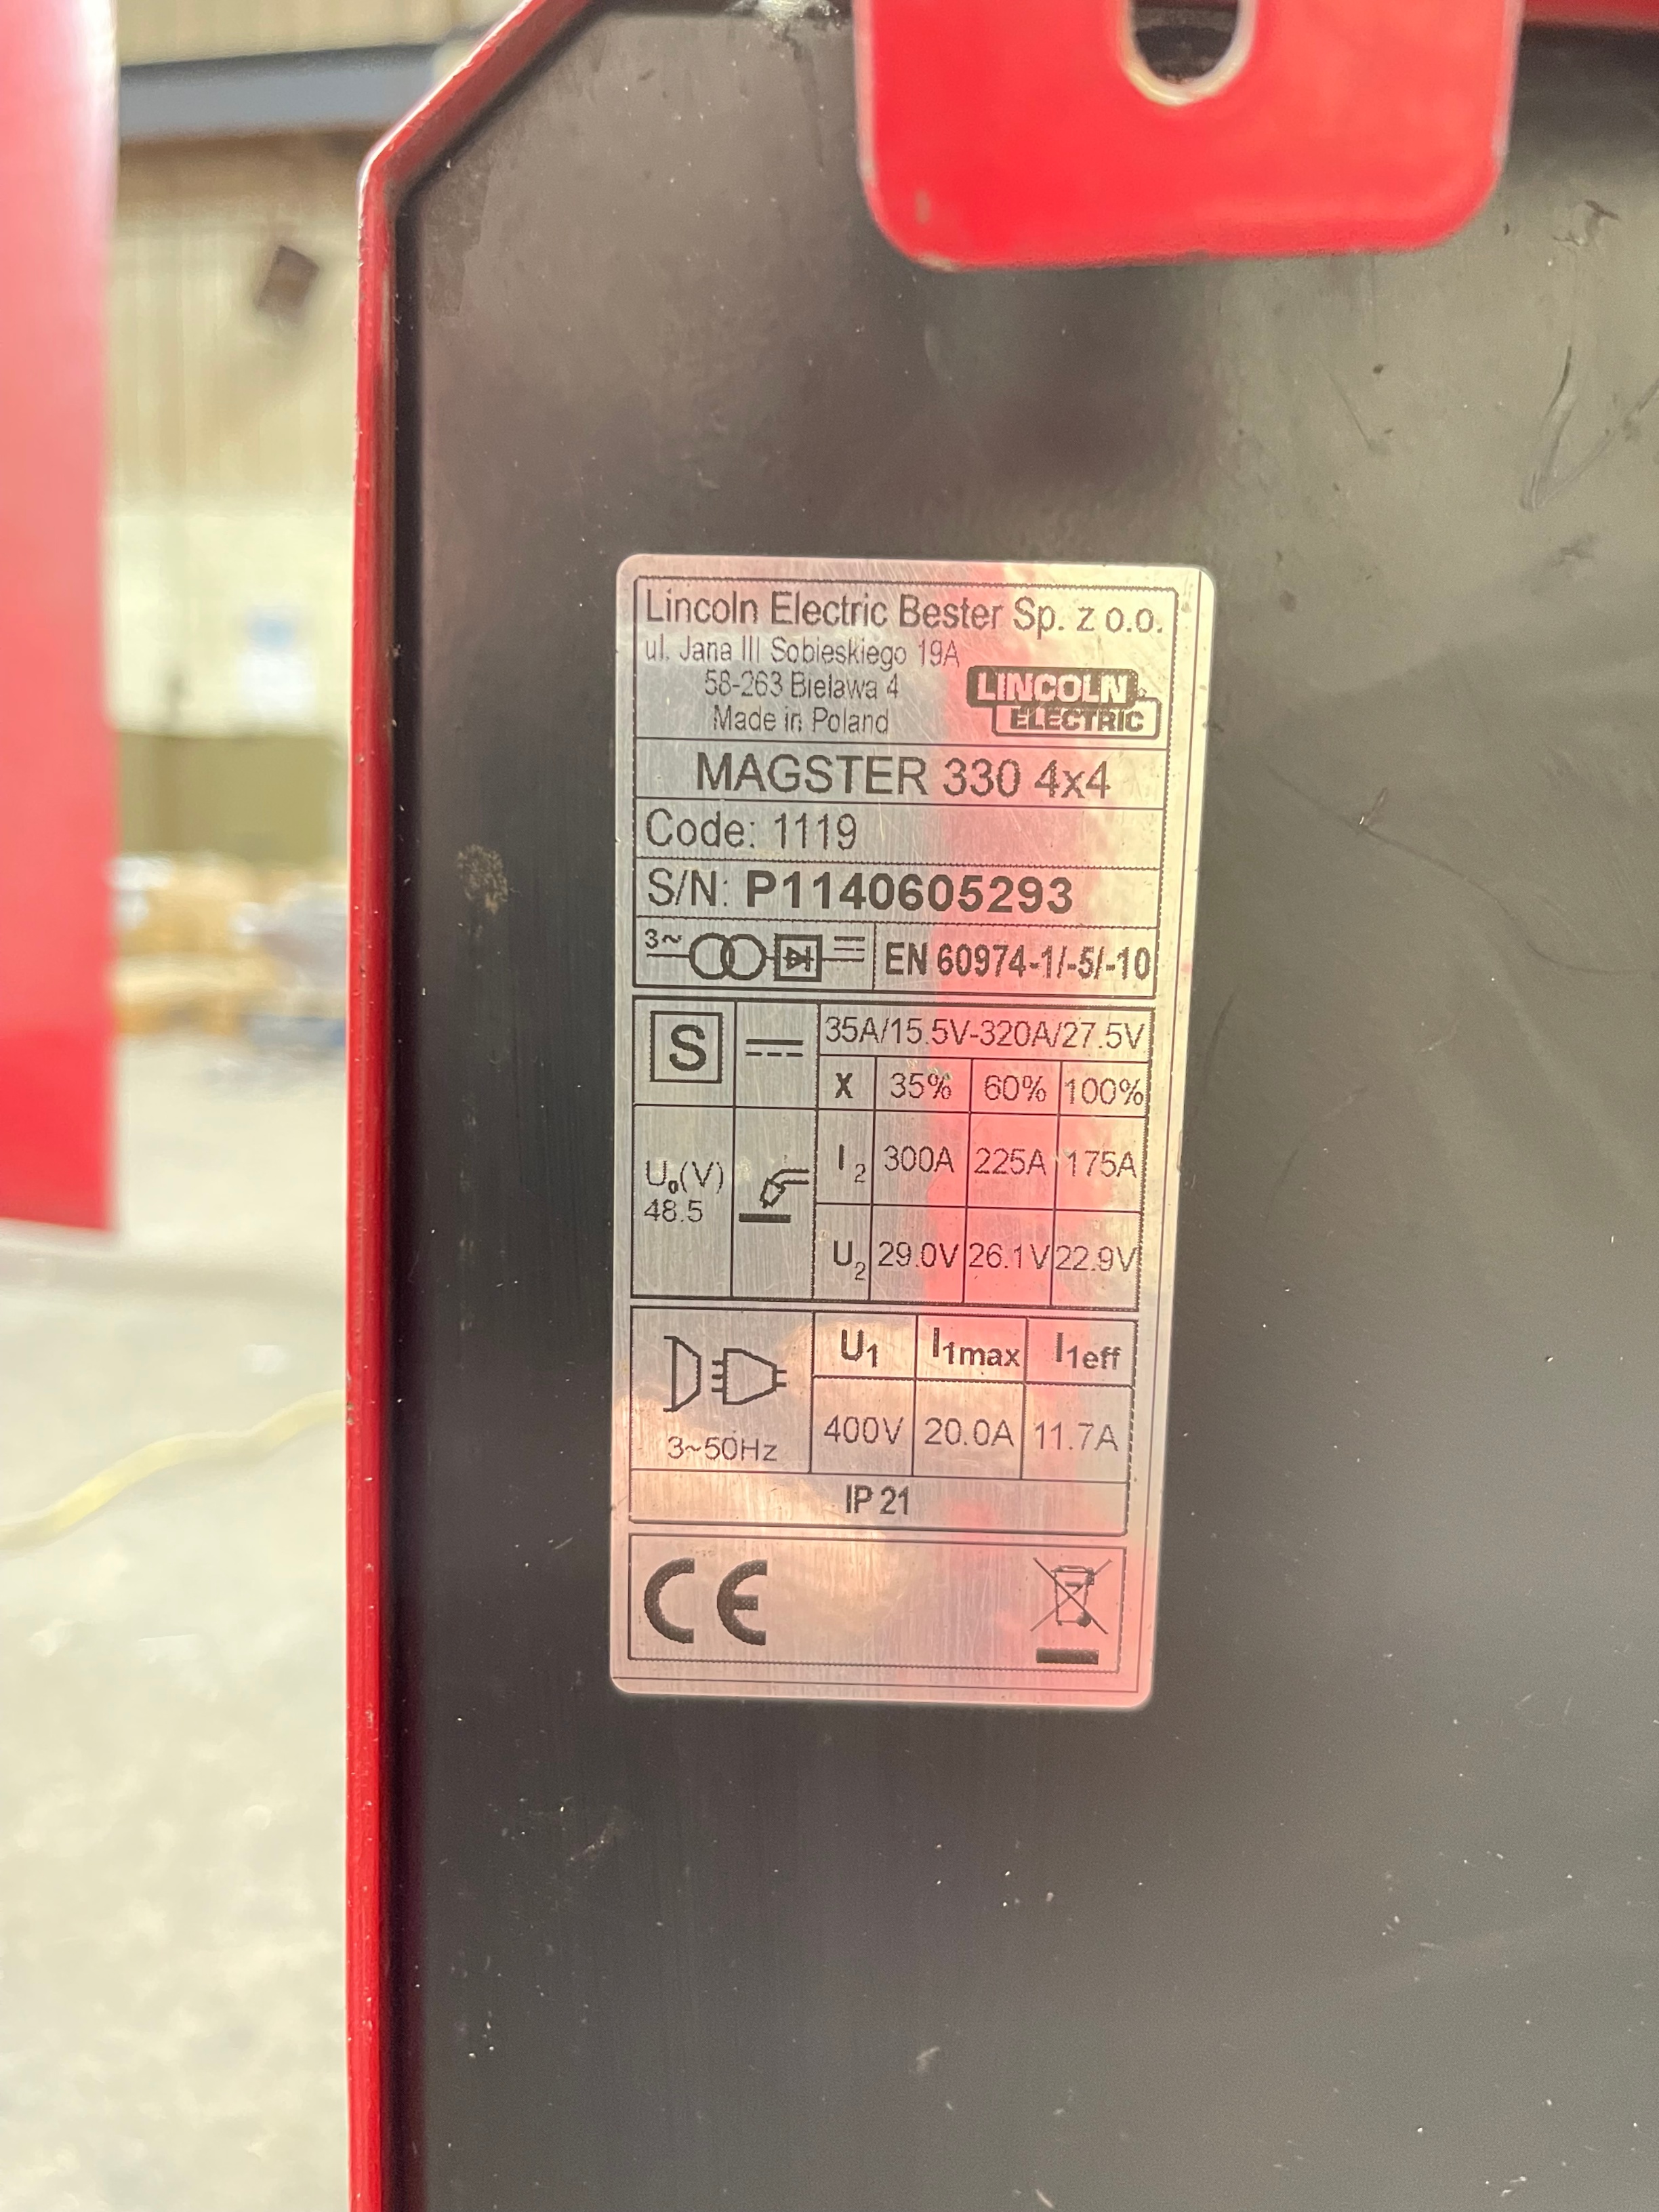 Lincoln Electric Bester Sp. z o.o.
ul. Jana III Sobieskiego 19A
58-263 Bielawa 4
Made in Poland
LINCOLN
ELECTRIC
MAGSTER 330 4x4
Code: 1119
S/N: P1140605293
3~ EN 60974-1/-5/-10
S 35A/15.5V-320A/27.5V
X 35% 60% 100%
U₀(V)
48.5
I₂ 300A 225A 175A
U₂ 29.0V 26.1V 22.9V
U₁ I₁max I₁eff
3~50Hz 400V 20.0A 11.7A
IP 21
CE